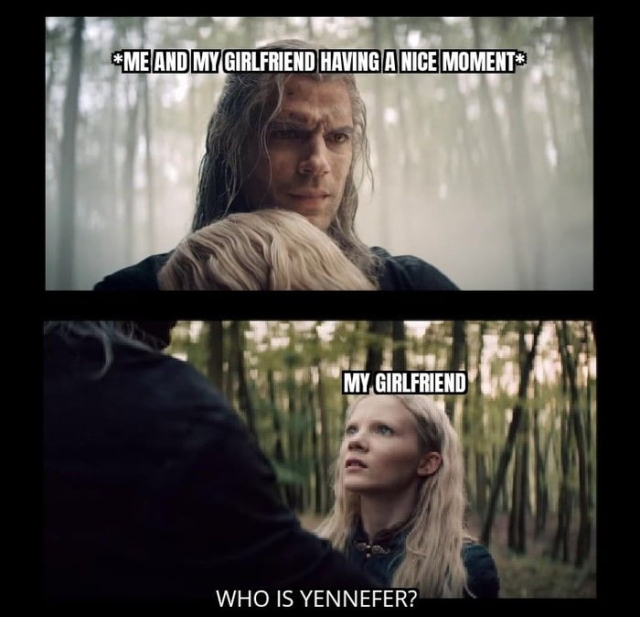 *ME AND MY GIRLFRIEND HAVING A NICE MOMENT*
MY GIRLFRIEND
WHO IS YENNEFER?